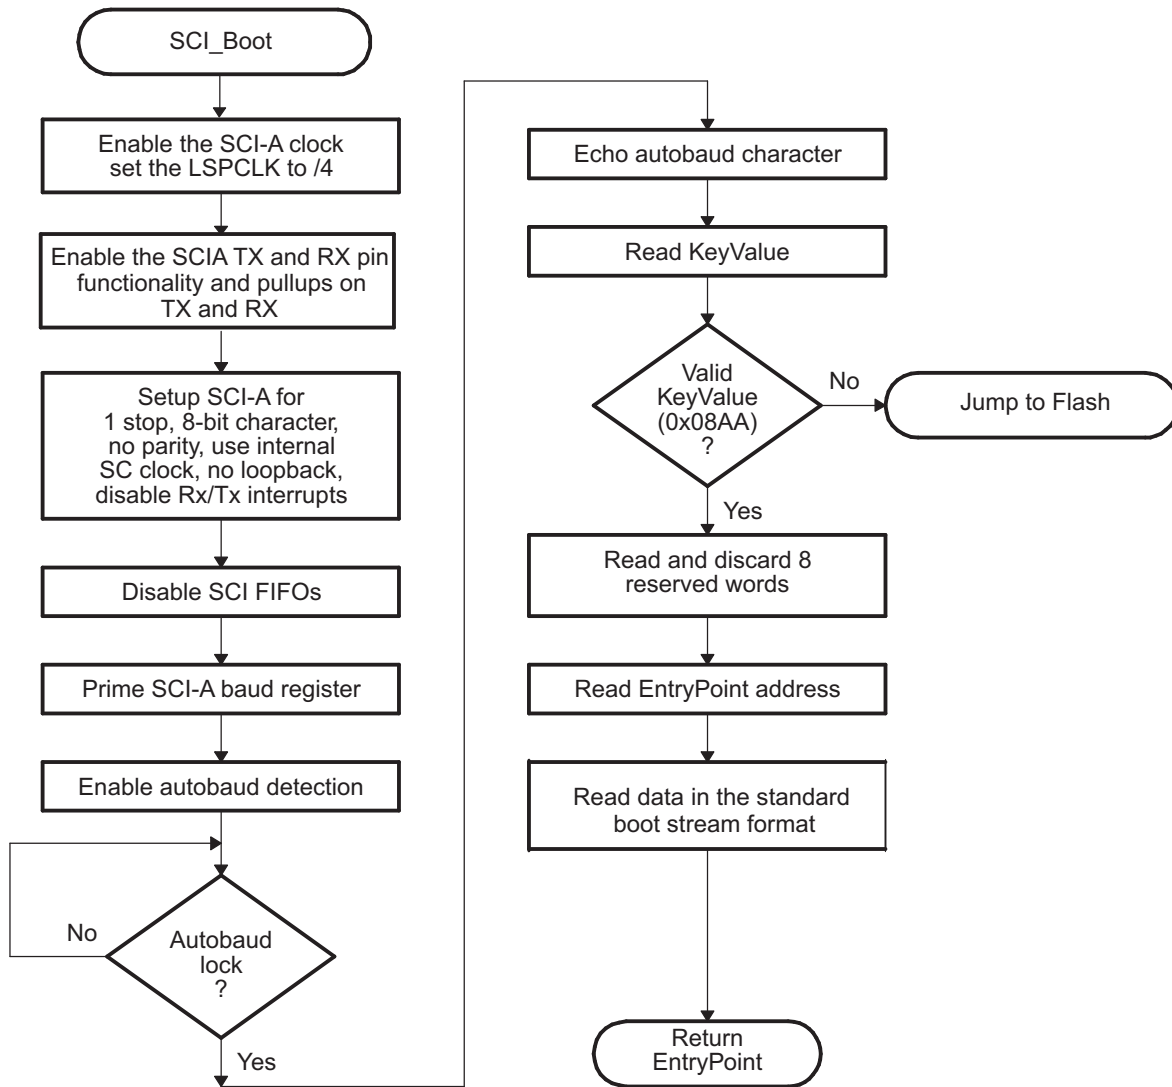 SCI_Boot
Enable the SCI-A clock
set the LSPCLK to /4
Enable the SCIA TX and RX pin
functionality and pullups on
TX and RX
Setup SCI-A for
1 stop, 8-bit character,
no parity, use internal
SC clock, no loopback,
disable Rx/Tx interrupts
Disable SCI FIFOs
Prime SCI-A baud register
Enable autobaud detection
No
Autobaud
lock
?
Yes
Echo autobaud character
Read KeyValue
Valid
KeyValue
(0x08AA)
?
No
Jump to Flash
Yes
Read and discard 8
reserved words
Read EntryPoint address
Read data in the standard
boot stream format
Return
EntryPoint